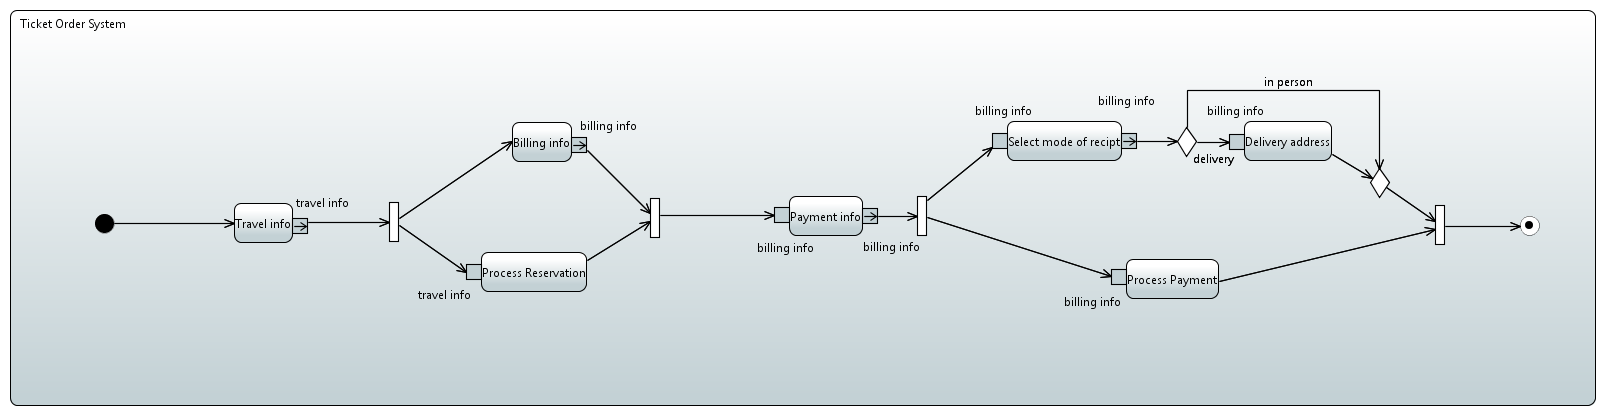 Ticket Order System
Travel info
travel info
Billing info
billing info
Process Reservation
travel info
Payment info
billing info
billing info
Select mode of recipt
billing info
billing info
in person
delivery
Delivery address
billing info
Process Payment
billing info